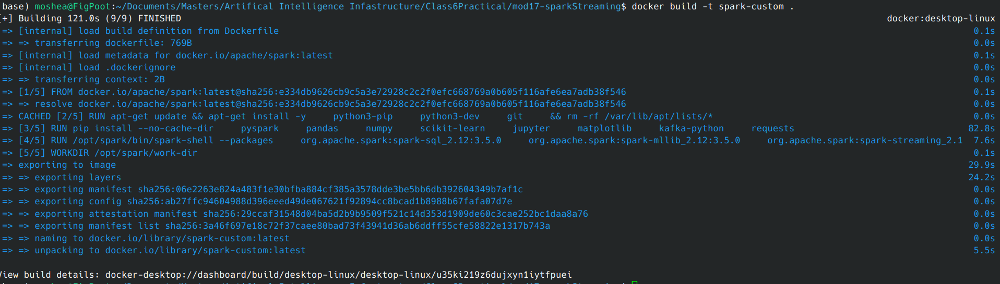 base) moshea@FigPoot:~/Documents/Masters/Artifical Intelligence Infastructure/Class6Practical/mod17-sparkStreaming$ docker build -t spark-custom .
[+] Building 121.0s (9/9) FINISHED docker:desktop-linux
=> [internal] load build definition from Dockerfile 0.1s
=> => transferring dockerfile: 769B 0.0s
=> [internal] load metadata for docker.io/apache/spark:latest 0.1s
=> [internal] load .dockerignore 0.0s
=> => transferring context: 2B 0.0s
=> [1/5] FROM docker.io/apache/spark:latest@sha256:e334db9626cb9c5a3e72928c2c2f0efc668769a0b605f116afe6ea7adb38f546 0.1s
=> => resolve docker.io/apache/spark:latest@sha256:e334db9626cb9c5a3e72928c2c2f0efc668769a0b605f116afe6ea7adb38f546 0.0s
=> CACHED [2/5] RUN apt-get update && apt-get install -y     python3-pip     python3-dev     git     && rm -rf /var/lib/apt/lists/* 0.0s
=> [3/5] RUN pip install --no-cache-dir     pyspark     pandas     numpy     scikit-learn     jupyter     matplotlib     kafka-python     requests 82.8s
=> [4/5] RUN /opt/spark/bin/spark-shell --packages     org.apache.spark:spark-sql_2.12:3.5.0     org.apache.spark:spark-mllib_2.12:3.5.0     org.apache.spark:spark-streaming_2.1 7.6s
=> [5/5] WORKDIR /opt/spark/work-dir 0.1s
=> exporting to image 29.9s
=> => exporting layers 24.2s
=> => exporting manifest sha256:06e2263e824a483f1e30bfba884cf385a3578dde3be5bb6db392604349b7af1c 0.0s
=> => exporting config sha256:ab27ffc94604988d396eeed49de067621f92894cc8bcad1b8988b67fafa07d7e 0.0s
=> => exporting attestation manifest sha256:29ccaf31548d04ba5d2b9b9509f521c14d353d1909de60c3cae252bc1daa8a76 0.0s
=> => exporting manifest list sha256:3a46f697e18c72f37caee80bad73f43941d36ab6ddff55cfe58822e1317b743a 0.0s
=> => naming to docker.io/library/spark-custom:latest 0.0s
=> => unpacking to docker.io/library/spark-custom:latest 5.5s
View build details: docker-desktop://dashboard/build/desktop-linux/desktop-linux/u35ki219z6dujxyn1iytfpuei